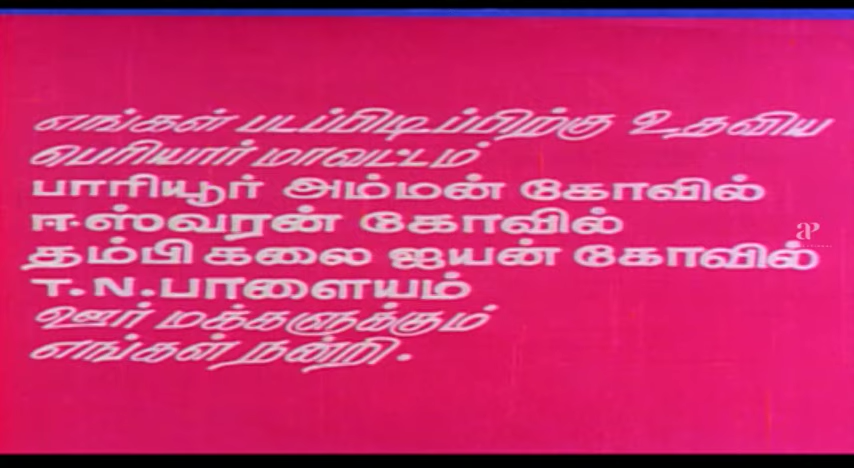 எங்கள் படப்பிடிப்பிற்கு உதவிய
பெரியார் மாவட்டம்
பாரியூர் அம்மன் கோவில்
ஈஸ்வரன் கோவில்
தம்பி கலை ஐயன் கோவில்
T.N.பாளையம்
ஊர் மக்களுக்கும்
எங்கள் நன்றி.